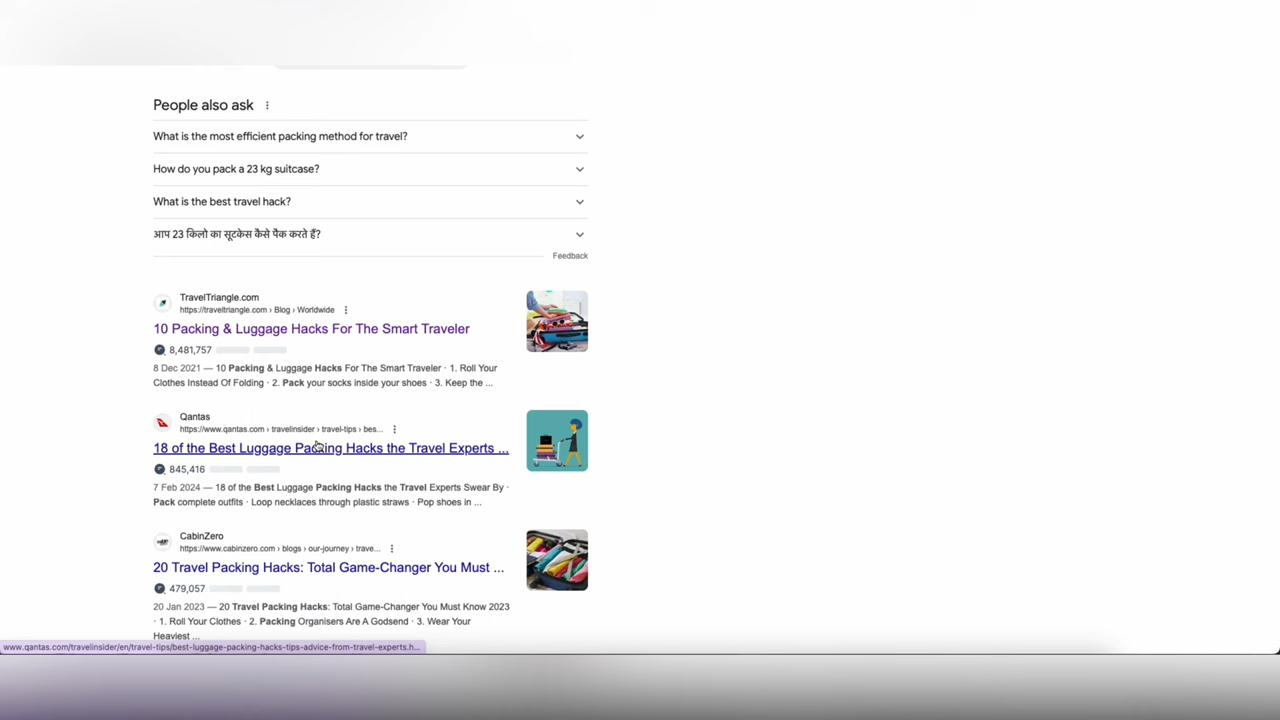 People also ask
What is the most efficient packing method for travel?
How do you pack a 23 kg suitcase?
What is the best travel hack?
आप 23 किलो का सूटकेस कैसे पैक करते हैं?
Feedback
TravelTriangle.com
https://traveltriangle.com › Blog › Worldwide
10 Packing & Luggage Hacks For The Smart Traveler
8,481,757
8 Dec 2021 — 10 Packing & Luggage Hacks For The Smart Traveler · 1. Roll Your
Clothes Instead Of Folding · 2. Pack your socks inside your shoes · 3. Keep the ...
Qantas
https://www.qantas.com › travelinsider › travel-tips › bes...
18 of the Best Luggage Packing Hacks the Travel Experts ...
845,416
7 Feb 2024 — 18 of the Best Luggage Packing Hacks the Travel Experts Swear By ·
Pack complete outfits · Loop necklaces through plastic straws · Pop shoes in ...
CabinZero
https://www.cabinzero.com › blogs › our-journey › trave...
20 Travel Packing Hacks: Total Game-Changer You Must ...
479,057
20 Jan 2023 — 20 Travel Packing Hacks: Total Game-Changer You Must Know 2023
· 1. Roll Your Clothes · 2. Packing Organisers Are A Godsend · 3. Wear Your
Heaviest ...
www.qantas.com/travelinsider/en/travel-tips/best-luggage-packing-hacks-tips-advice-from-travel-experts.h...